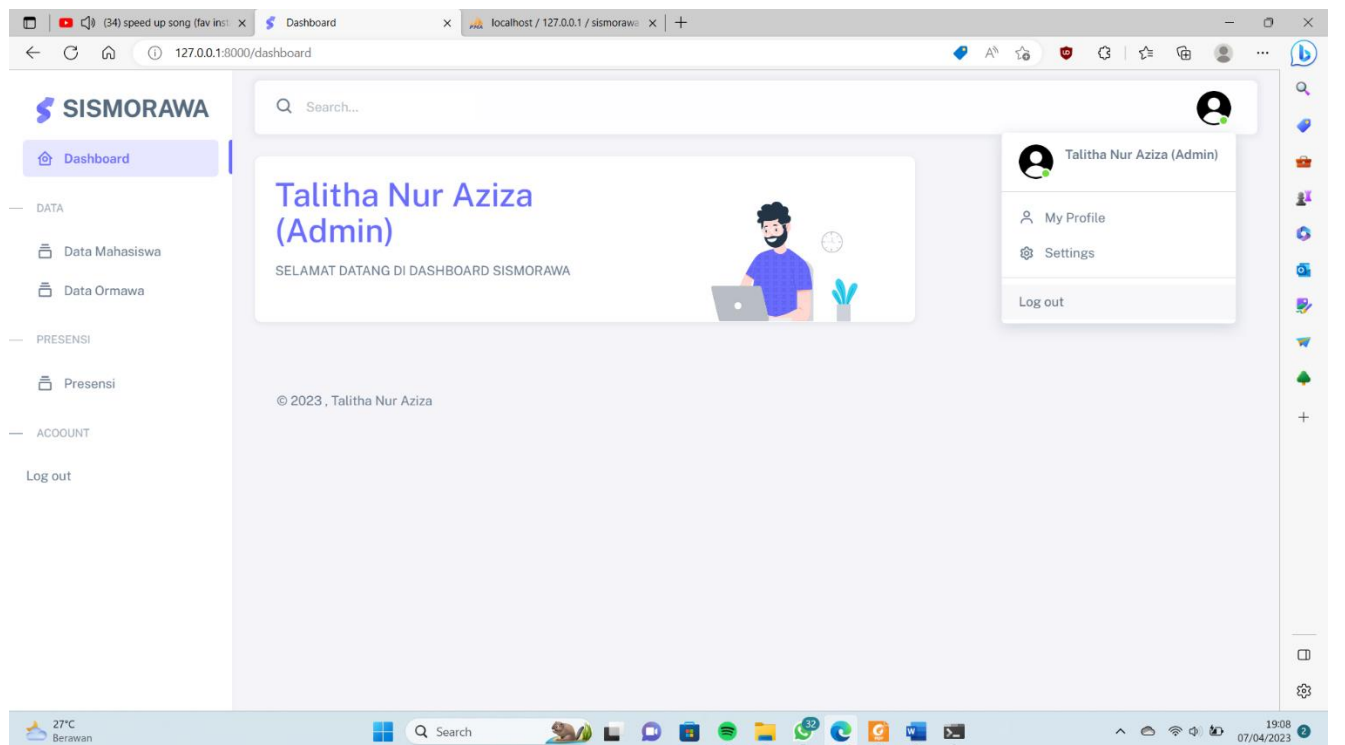 (34) speed up song (fav inst
Dashboard
localhost / 127.0.0.1 / sismorawa
127.0.0.1:8000/dashboard
SISMORAWA
Search...
Dashboard
Talitha Nur Aziza (Admin)
Talitha Nur Aziza
(Admin)
SELAMAT DATANG DI DASHBOARD SISMORAWA
DATA
Data Mahasiswa
Data Ormawa
My Profile
Settings
Log out
PRESENSI
Presensi
© 2023 , Talitha Nur Aziza
ACOOUNT
Log out
27°C
Berawan
Search
32
19:08
07/04/2023
2